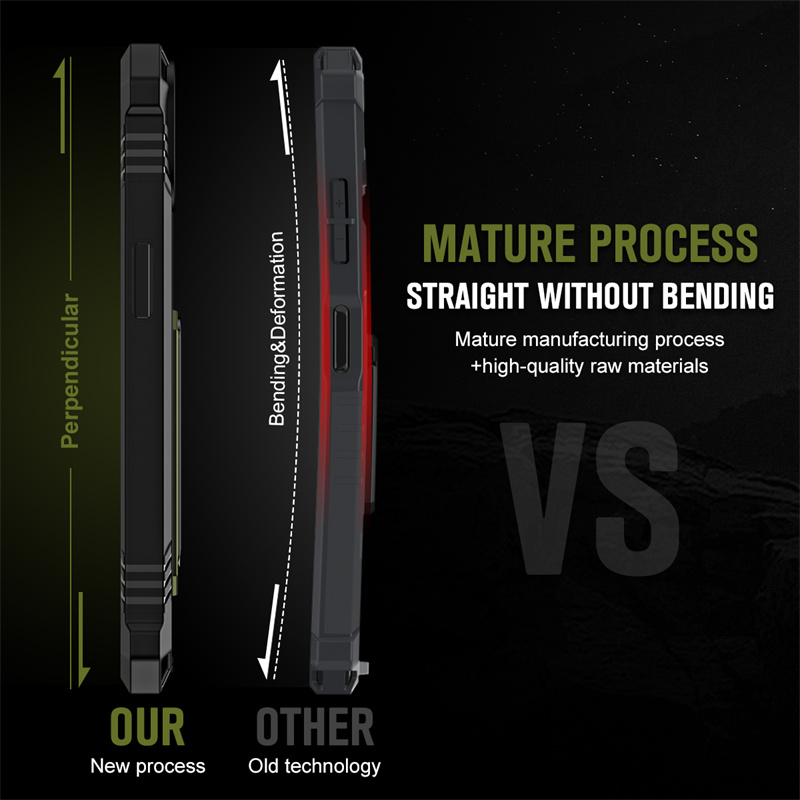 Perpendicular
Bending&Deformation
MATURE PROCESS
STRAIGHT WITHOUT BENDING
Mature manufacturing process
+high-quality raw materials
VS
OUR
New process
OTHER
Old technology